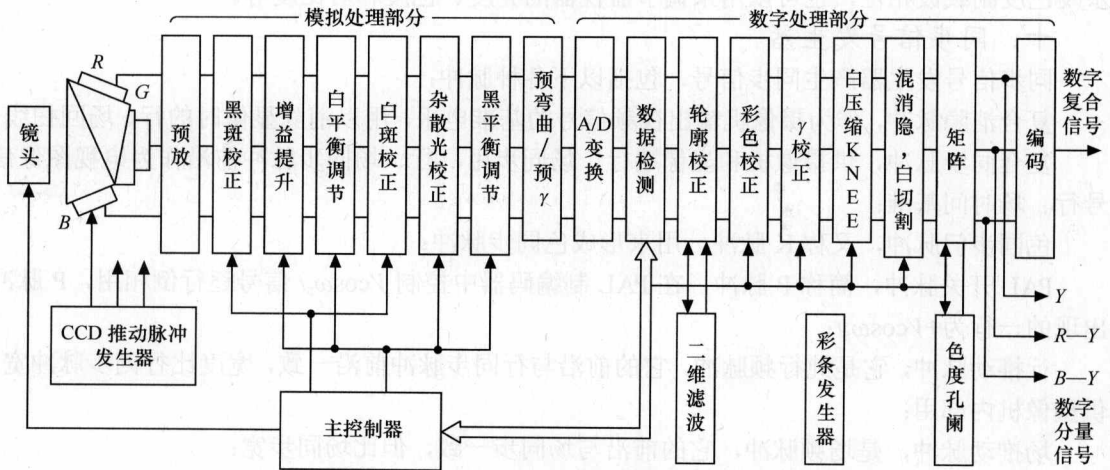 模拟处理部分
数字处理部分
R
G
B
镜头
预放
黑斑校正
增益提升
白平衡调节
白斑校正
杂散光校正
黑平衡调节
预弯曲预γ
A/D变换
数据检测
轮廓校正
彩色校正
γ校正
白压缩KNEE
混消隐，白切割
矩阵
编码
数字复合信号
CCD 推动脉冲
发生器
主控制器
二维滤波
彩条发生器
色度孔阑
Y
R—Y
B—Y
数字
分量
信号